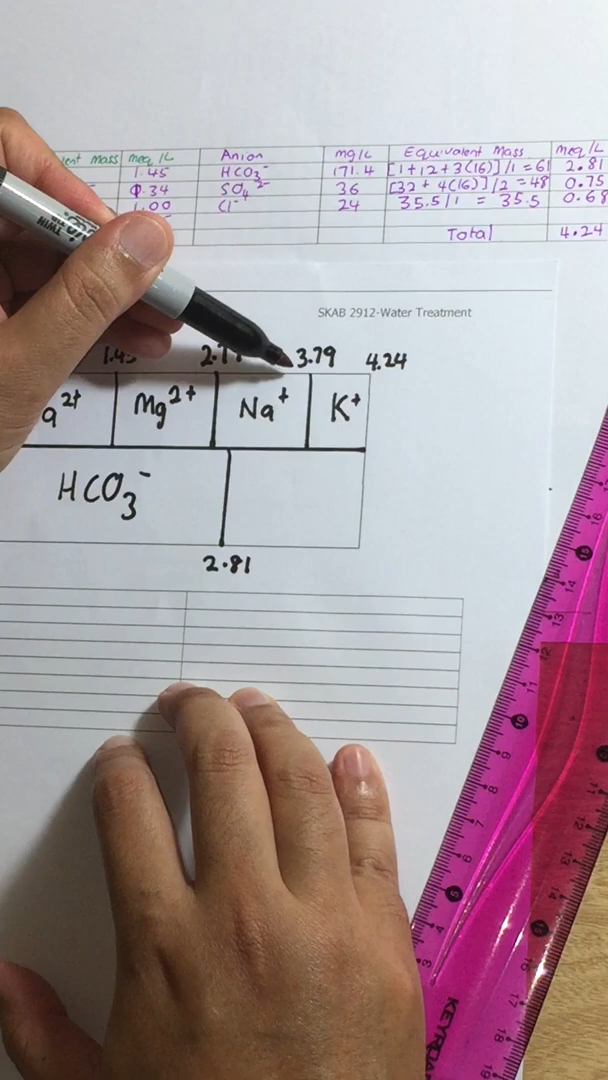 Mass meq/L Anion mg/L Equivalent Mass meq/L
1.45 HCO₃⁻ 171.4 [1+12+3(16)]/1 = 61 2.81
0.34 SO₄²⁻ 36 [32+4(16)]/2 = 48 0.75
1.00 Cl⁻ 24 35.5/1 = 35.5 0.68
Total 4.24
SKAB 2912-Water Treatment
3.79 4.24
Mg²⁺ Na⁺ K⁺
HCO₃⁻
2.81
TWIN
KEYROAD